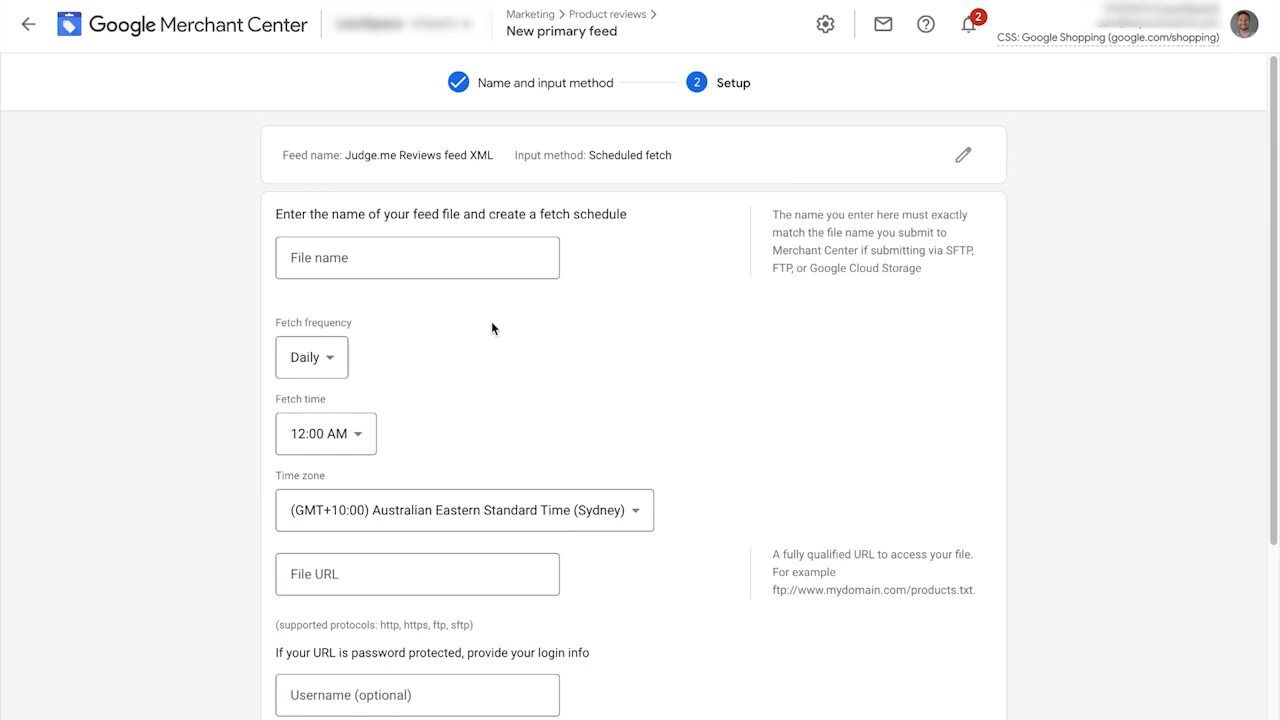 Google Merchant Center
Marketing > Product reviews >
New primary feed
2
CSS: Google Shopping (google.com/shopping)
Name and input method
2 Setup
Feed name: Judge.me Reviews feed XML Input method: Scheduled fetch
Enter the name of your feed file and create a fetch schedule
File name
The name you enter here must exactly
match the file name you submit to
Merchant Center if submitting via SFTP,
FTP, or Google Cloud Storage
Fetch frequency
Daily
Fetch time
12:00 AM
Time zone
(GMT+10:00) Australian Eastern Standard Time (Sydney)
File URL
A fully qualified URL to access your file.
For example
ftp://www.mydomain.com/products.txt.
(supported protocols: http, https, ftp, sftp)
If your URL is password protected, provide your login info
Username (optional)